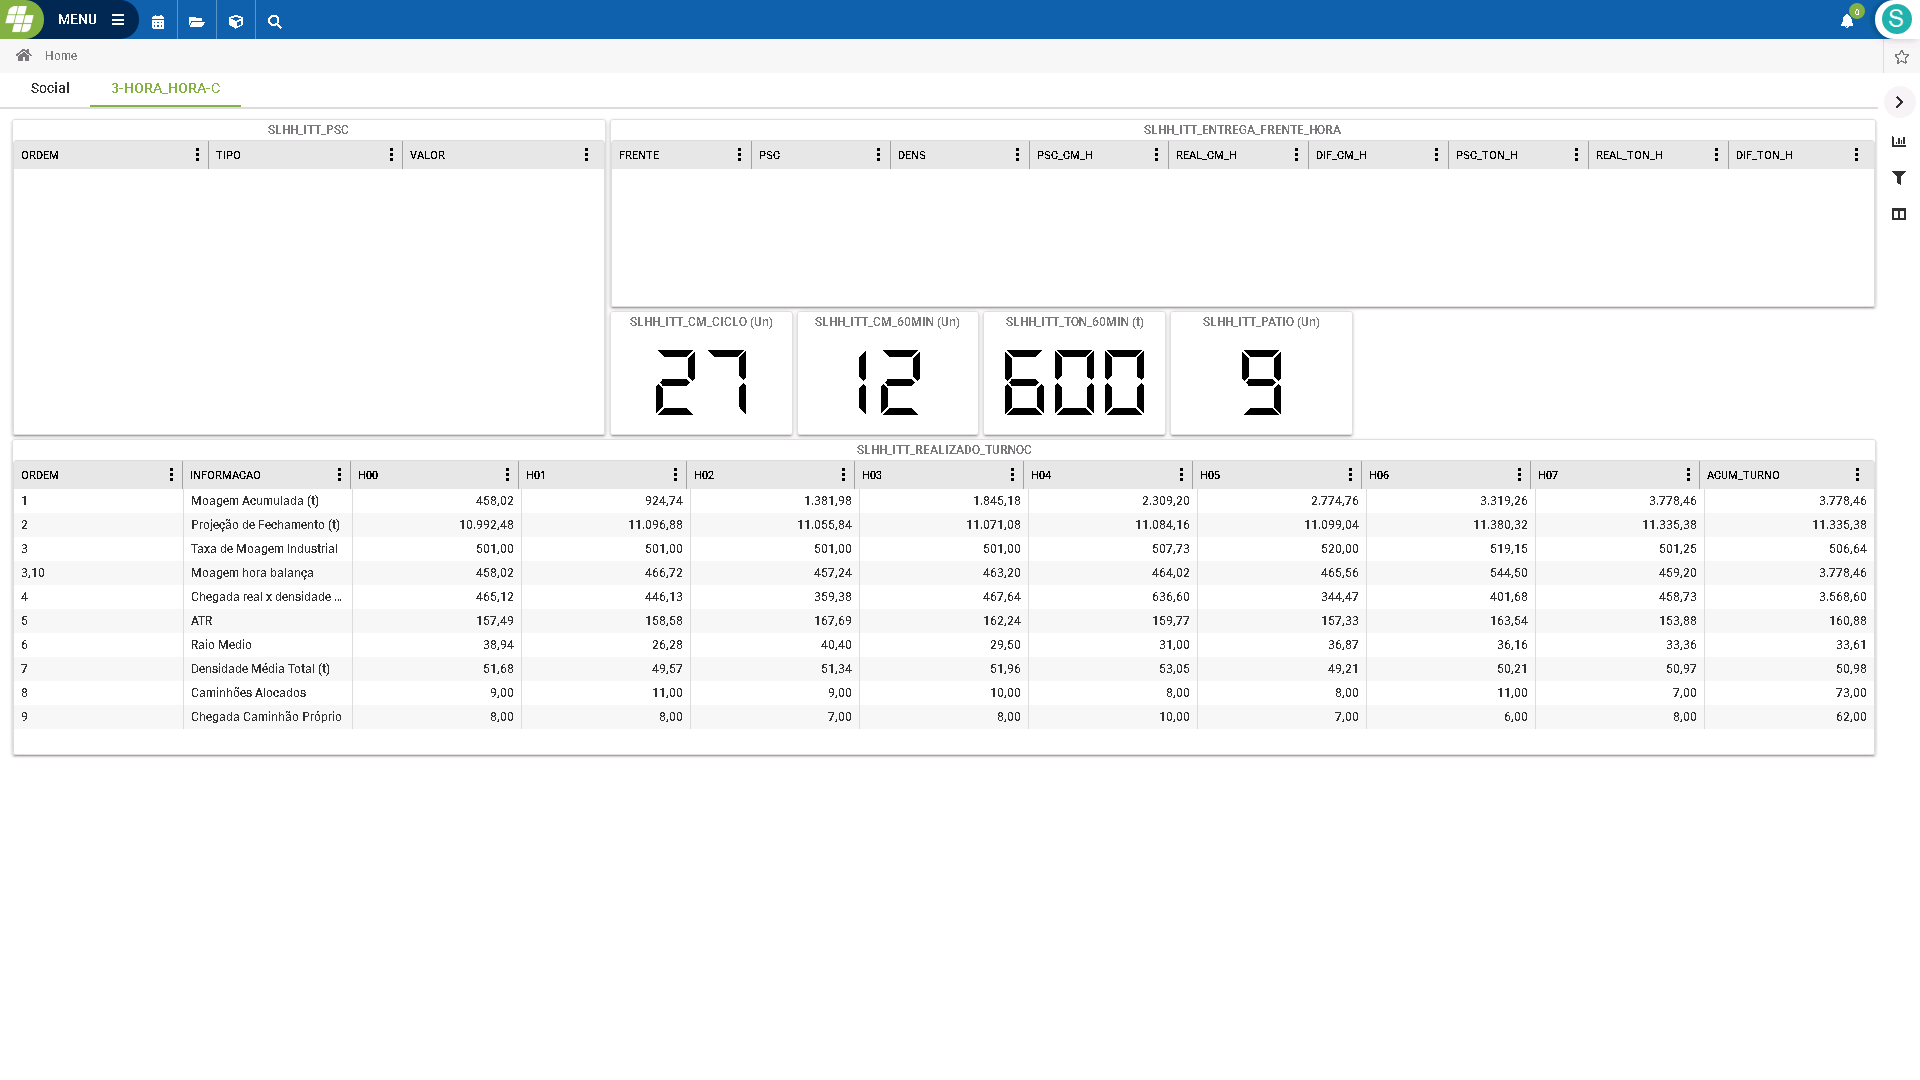 MENU
0
S
Home
Social 3-HORA_HORA-C
SLHH_ITT_PSC
ORDEM TIPO VALOR
SLHH_ITT_ENTREGA_FRENTE_HORA
FRENTE PSC DENS PSC_CM_H REAL_CM_H DIF_CM_H PSC_TON_H REAL_TON_H DIF_TON_H
SLHH_ITT_CM_CICLO (Un) SLHH_ITT_CM_60MIN (Un) SLHH_ITT_TON_60MIN (t) SLHH_ITT_PATIO (Un)
27 12 600 9
SLHH_ITT_REALIZADO_TURNOC
ORDEM INFORMACAO H00 H01 H02 H03 H04 H05 H06 H07 ACUM_TURNO
1 Moagem Acumulada (t) 458,02 924,74 1.381,98 1.845,18 2.309,20 2.774,76 3.319,26 3.778,46 3.778,46
2 Projeção de Fechamento (t) 10.992,48 11.096,88 11.055,84 11.071,08 11.084,16 11.099,04 11.380,32 11.335,38 11.335,38
3 Taxa de Moagem Industrial 501,00 501,00 501,00 501,00 507,73 520,00 519,15 501,25 506,64
3,10 Moagem hora balança 458,02 466,72 457,24 463,20 464,02 465,56 544,50 459,20 3.778,46
4 Chegada real x densidade ... 465,12 446,13 359,38 467,64 636,60 344,47 401,68 458,73 3.568,60
5 ATR 157,49 158,58 167,69 162,24 159,77 157,33 163,54 153,88 160,88
6 Raio Medio 38,94 26,28 40,40 29,50 31,00 36,87 36,16 33,36 33,61
7 Densidade Média Total (t) 51,68 49,57 51,34 51,96 53,05 49,21 50,21 50,97 50,98
8 Caminhões Alocados 9,00 11,00 9,00 10,00 8,00 8,00 11,00 7,00 73,00
9 Chegada Caminhão Próprio 8,00 8,00 7,00 8,00 10,00 7,00 6,00 8,00 62,00